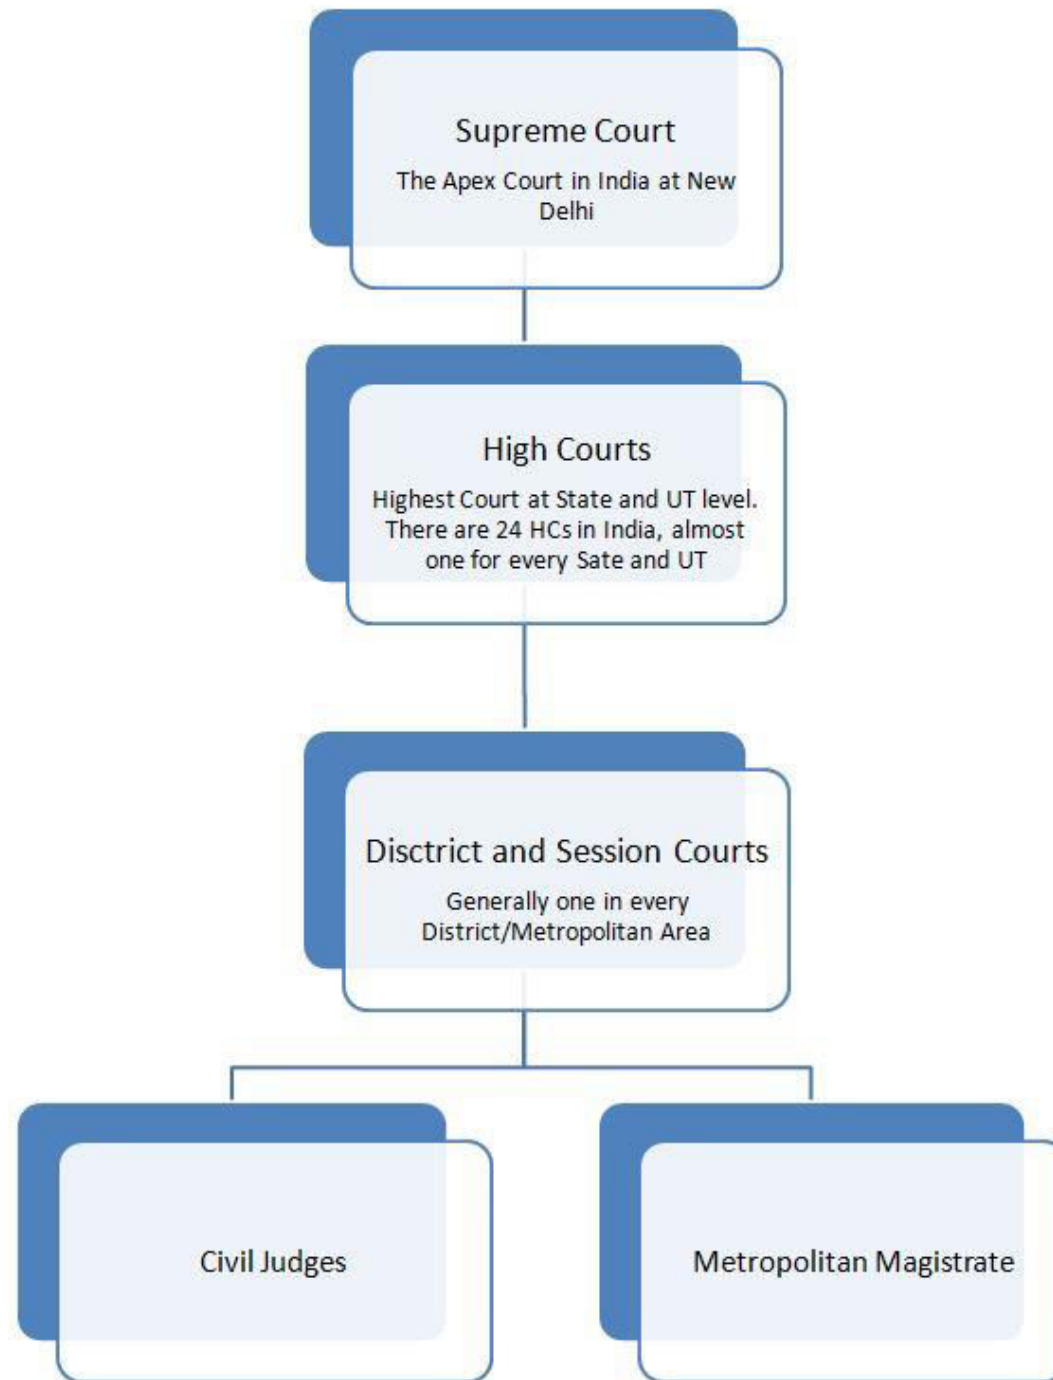 Supreme Court
The Apex Court in India at New
Delhi
High Courts
Highest Court at State and UT level.
There are 24 HCs in India, almost
one for every Sate and UT
Disctrict and Session Courts
Generally one in every
District/Metropolitan Area
Civil Judges
Metropolitan Magistrate